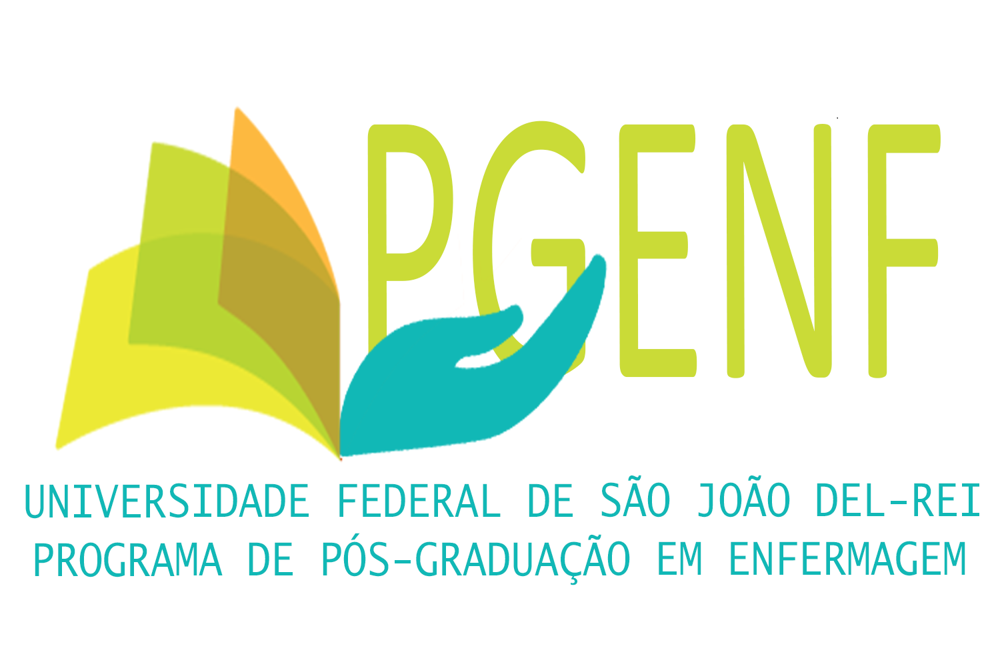 PGENF
UNIVERSIDADE FEDERAL DE SÃO JOÃO DEL-REI
PROGRAMA DE PÓS-GRADUAÇÃO EM ENFERMAGEM